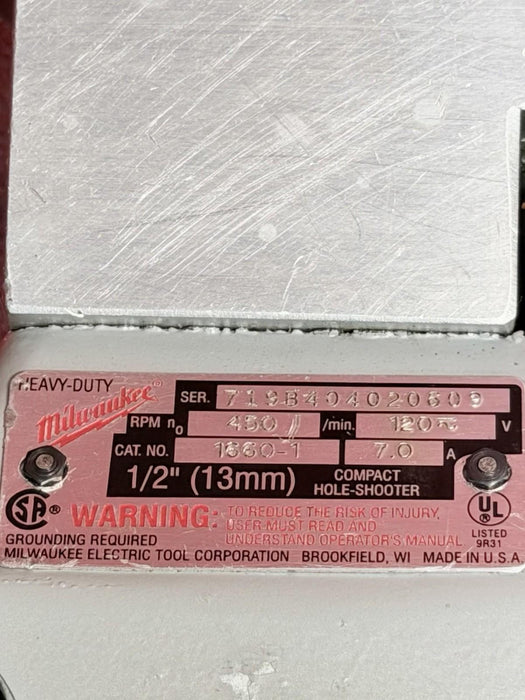 HEAVY-DUTY
Milwaukee®
SER. 719B404020609
RPM n0 450 // /min. 120~ V
CAT. NO. 1660-1 7.0 A
1/2" (13mm) COMPACT
HOLE-SHOOTER
SA ® WARNING: TO REDUCE THE RISK OF INJURY,
USER MUST READ AND
UNDERSTAND OPERATOR'S MANUAL
UL ®
LISTED
9R31
GROUNDING REQUIRED
MILWAUKEE ELECTRIC TOOL CORPORATION BROOKFIELD, WI MADE IN U.S.A